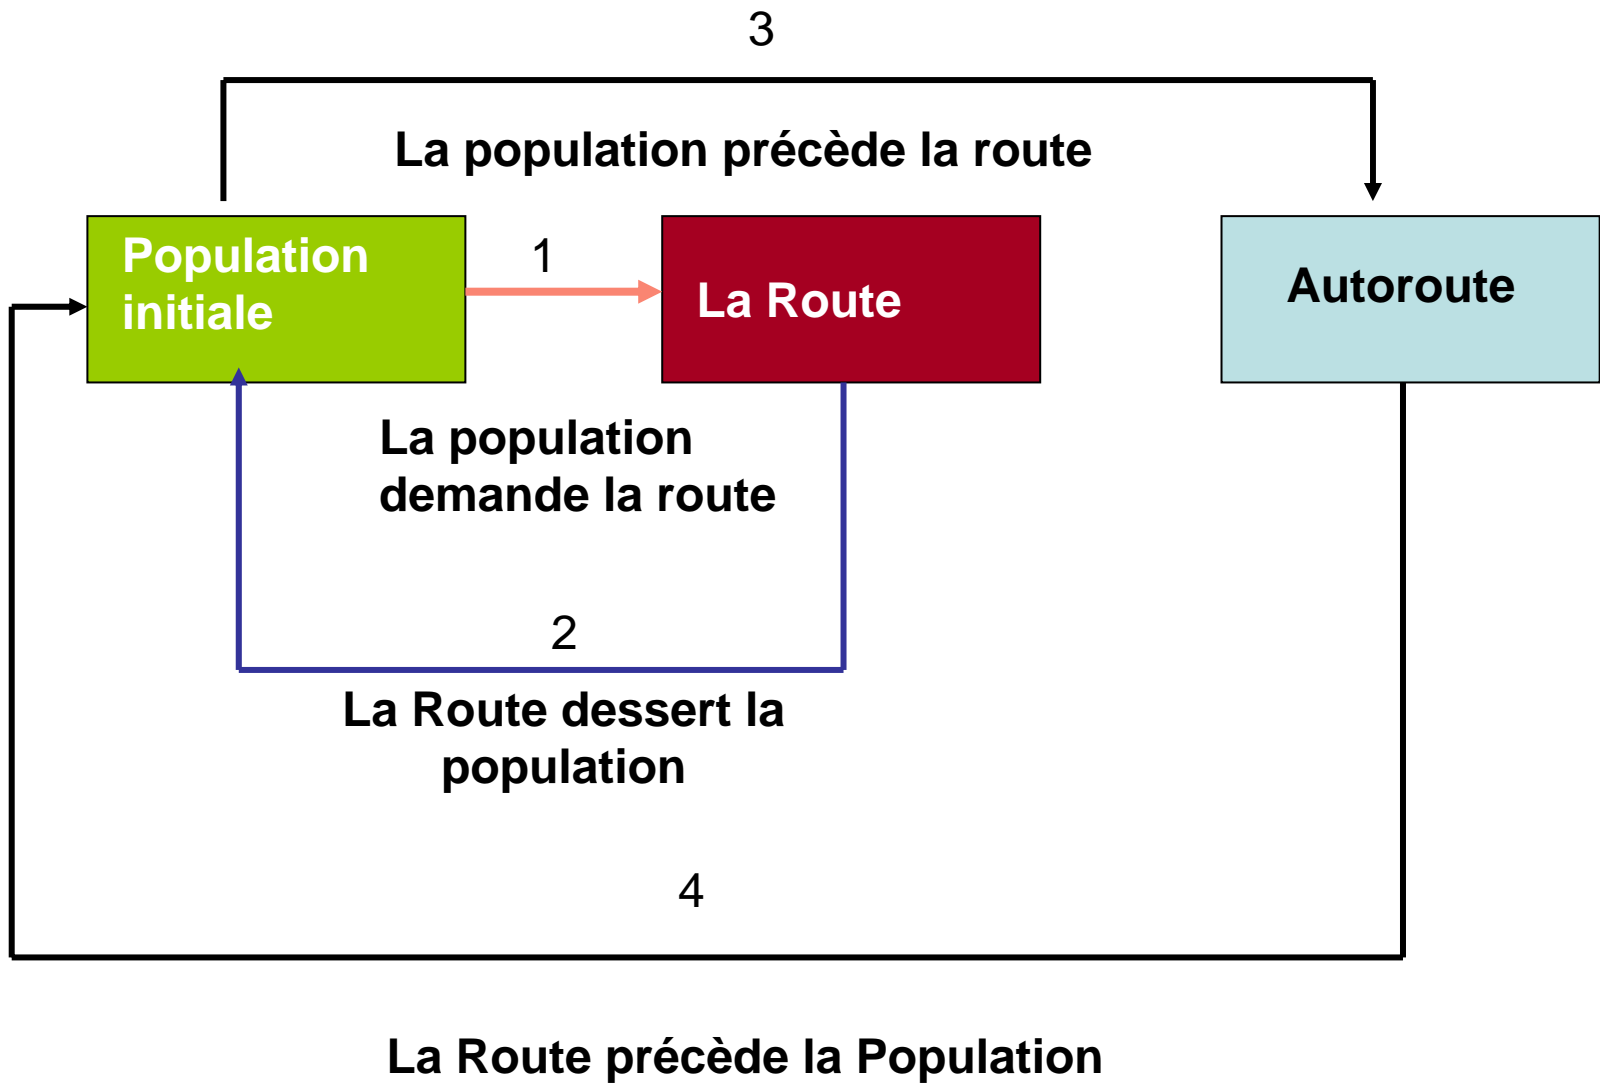 3
La population précède la route
Population
initiale
1
La Route
Autoroute
La population
demande la route
2
La Route dessert la
population
4
La Route précède la Population